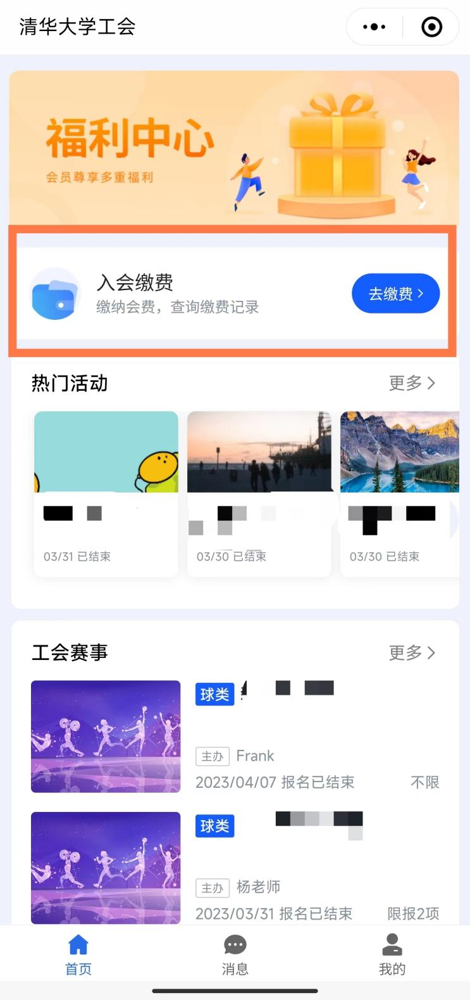 清华大学工会
福利中心
会员尊享多重福利
入会缴费
缴纳会费，查询缴费记录
去缴费
热门活动
更多
03/31 已结束
03/30 已结束
03/30 已结束
工会赛事
更多
球类
主办 Frank
2023/04/07 报名已结束 不限
球类
主办 杨老师
2023/03/31 报名已结束 限报2项
首页
消息
我的